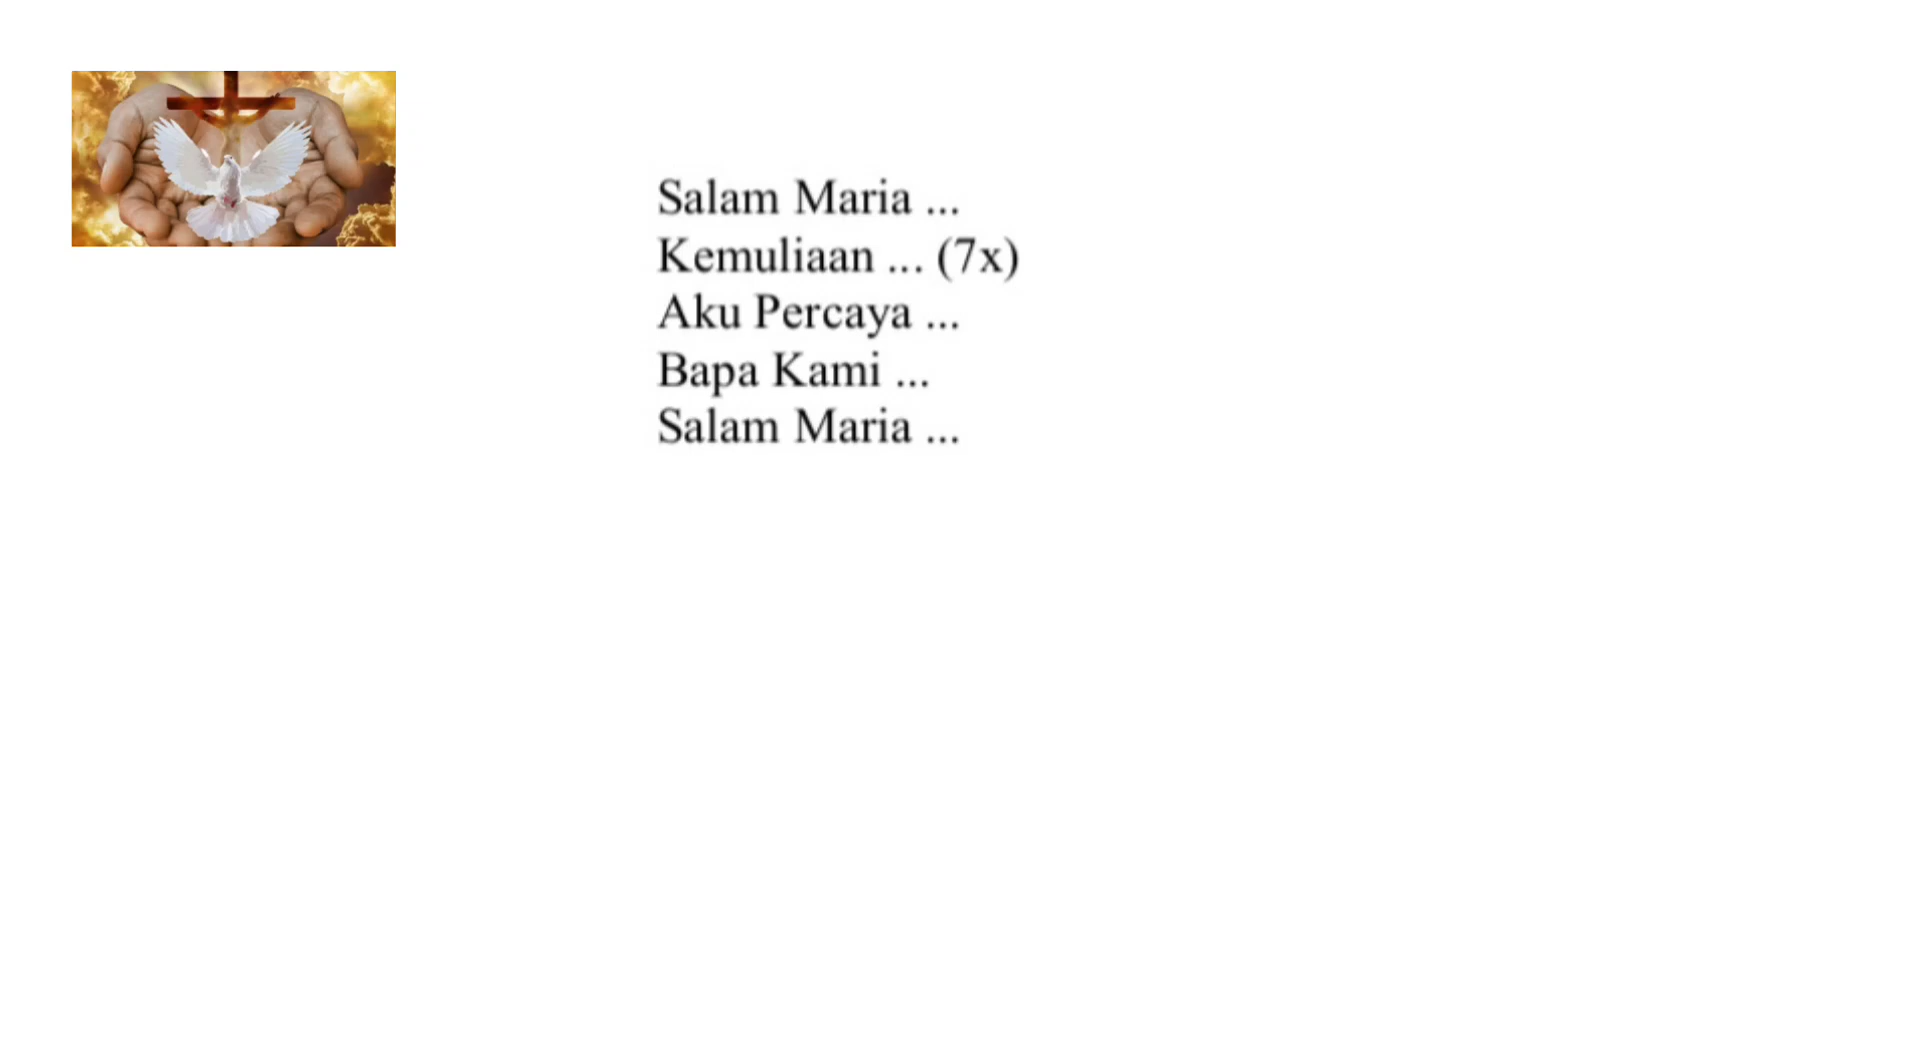 Salam Maria ...
Kemuliaan ... (7x)
Aku Percaya ...
Bapa Kami ...
Salam Maria ...